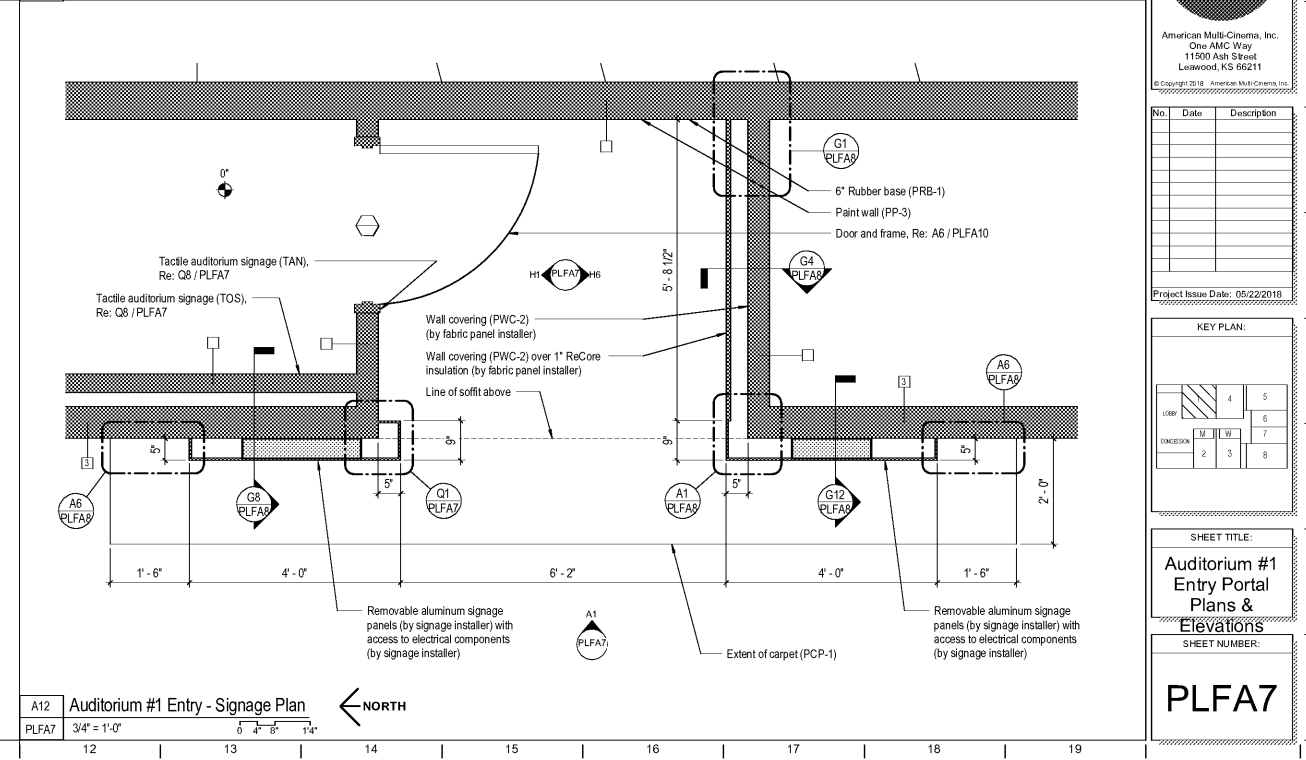 American Multi-Cinema, Inc.
One AMC Way
11500 Ash Street
Leawood, KS 66211
© Copyright 2018 American Multi-Cinema, Inc.
No. Date Description
Project Issue Date: 05/22/2018
KEY PLAN:
LOBBY
4
5
6
CONCESSION
M
W
7
2
3
8
SHEET TITLE:
Auditorium #1
Entry Portal
Plans &
Elevations
SHEET NUMBER:
PLFA7
G1
PLFA8
0"
6" Rubber base (PRB-1)
Paint wall (PP-3)
Door and frame, Re: A6 / PLFA10
Tactile auditorium signage (TAN),
Re: Q8 / PLFA7
Tactile auditorium signage (TOS),
Re: Q8 / PLFA7
H1 PLFA7 H6
5' - 8 1/2"
G4
PLFA8
Wall covering (PWC-2)
(by fabric panel installer)
Wall covering (PWC-2) over 1" ReCore
insulation (by fabric panel installer)
Line of soffit above
A6
PLFA8
3
3
5"
9"
9"
5"
5"
5"
A6
PLFA8
G8
PLFA8
Q1
PLFA7
A1
PLFA8
G12
PLFA8
2' - 0"
1' - 6"
4' - 0"
6' - 2"
4' - 0"
1' - 6"
Removable aluminum signage
panels (by signage installer) with
access to electrical components
(by signage installer)
A1
PLFA7
Extent of carpet (PCP-1)
Removable aluminum signage
panels (by signage installer) with
access to electrical components
(by signage installer)
A12
PLFA7
Auditorium #1 Entry - Signage Plan
3/4" = 1'-0"
0 4" 8" 1'4"
NORTH
12 13 14 15 16 17 18 19